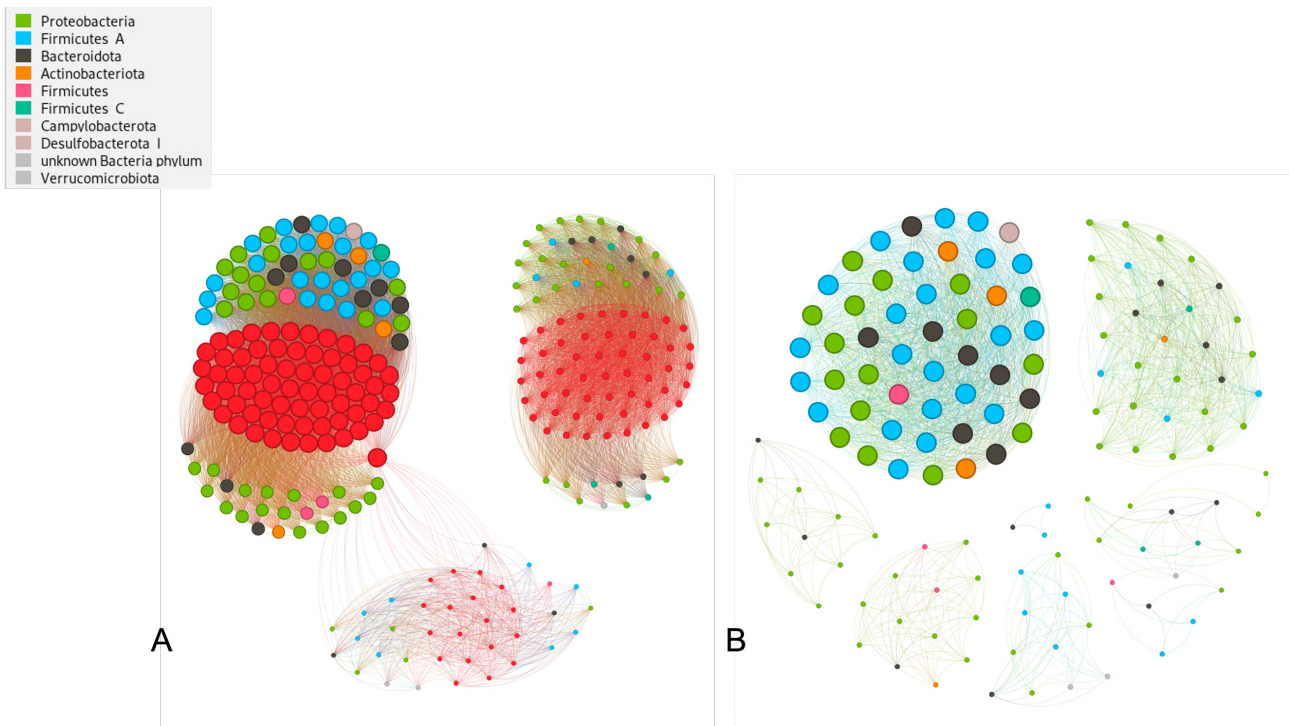 Proteobacteria
Firmicutes A
Bacteroidota
Actinobacteriota
Firmicutes
Firmicutes C
Campylobacterota
Desulfobacterota I
unknown Bacteria phylum
Verrucomicrobiota
A
B